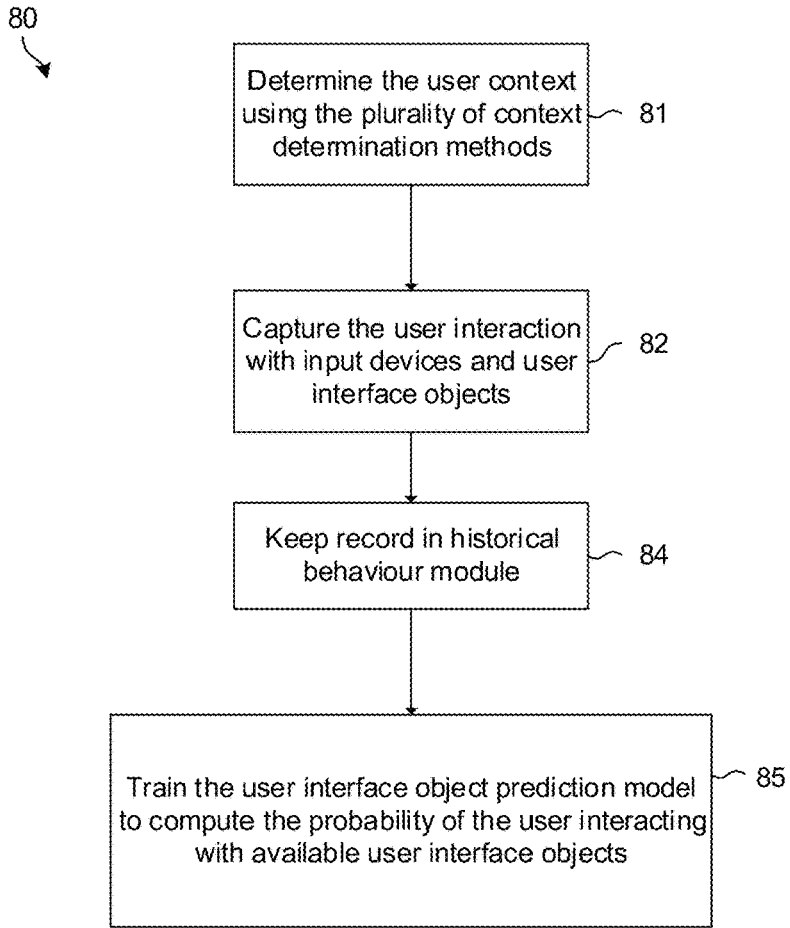 80
Determine the user context
using the plurality of context
determination methods
81
Capture the user interaction
with input devices and user
interface objects
82
Keep record in historical
behaviour module
84
Train the user interface object prediction model
to compute the probability of the user interacting
with available user interface objects
85